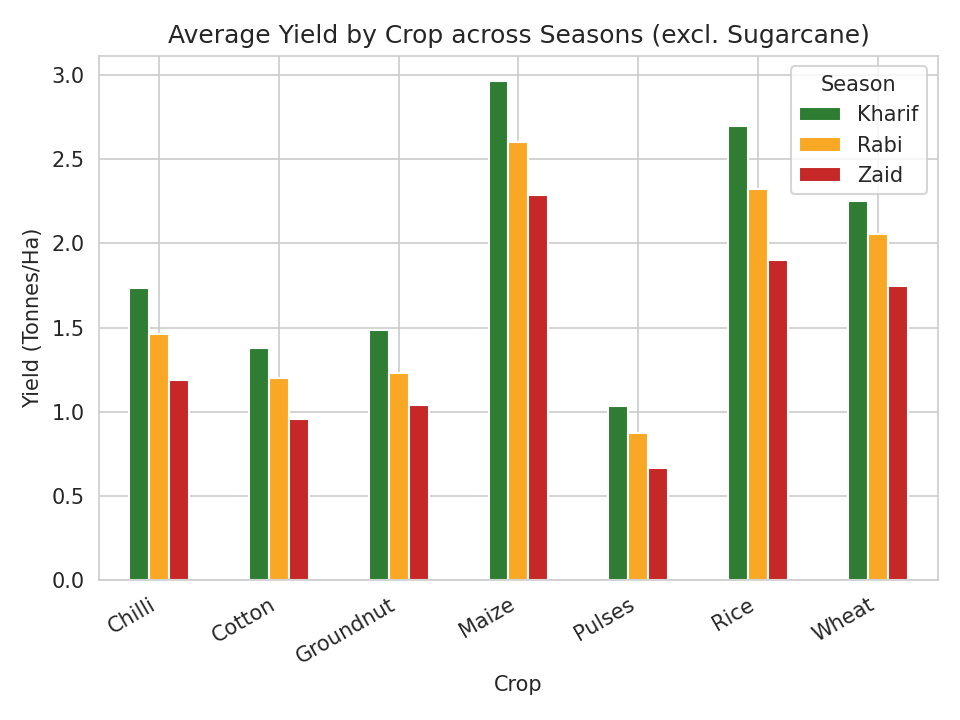 Average Yield by Crop across Seasons (excl. Sugarcane)
Season
Kharif
Rabi
Zaid
Yield (Tonnes/Ha)
3.0
2.5
2.0
1.5
1.0
0.5
0.0
Chilli
Cotton
Groundnut
Maize
Pulses
Rice
Wheat
Crop